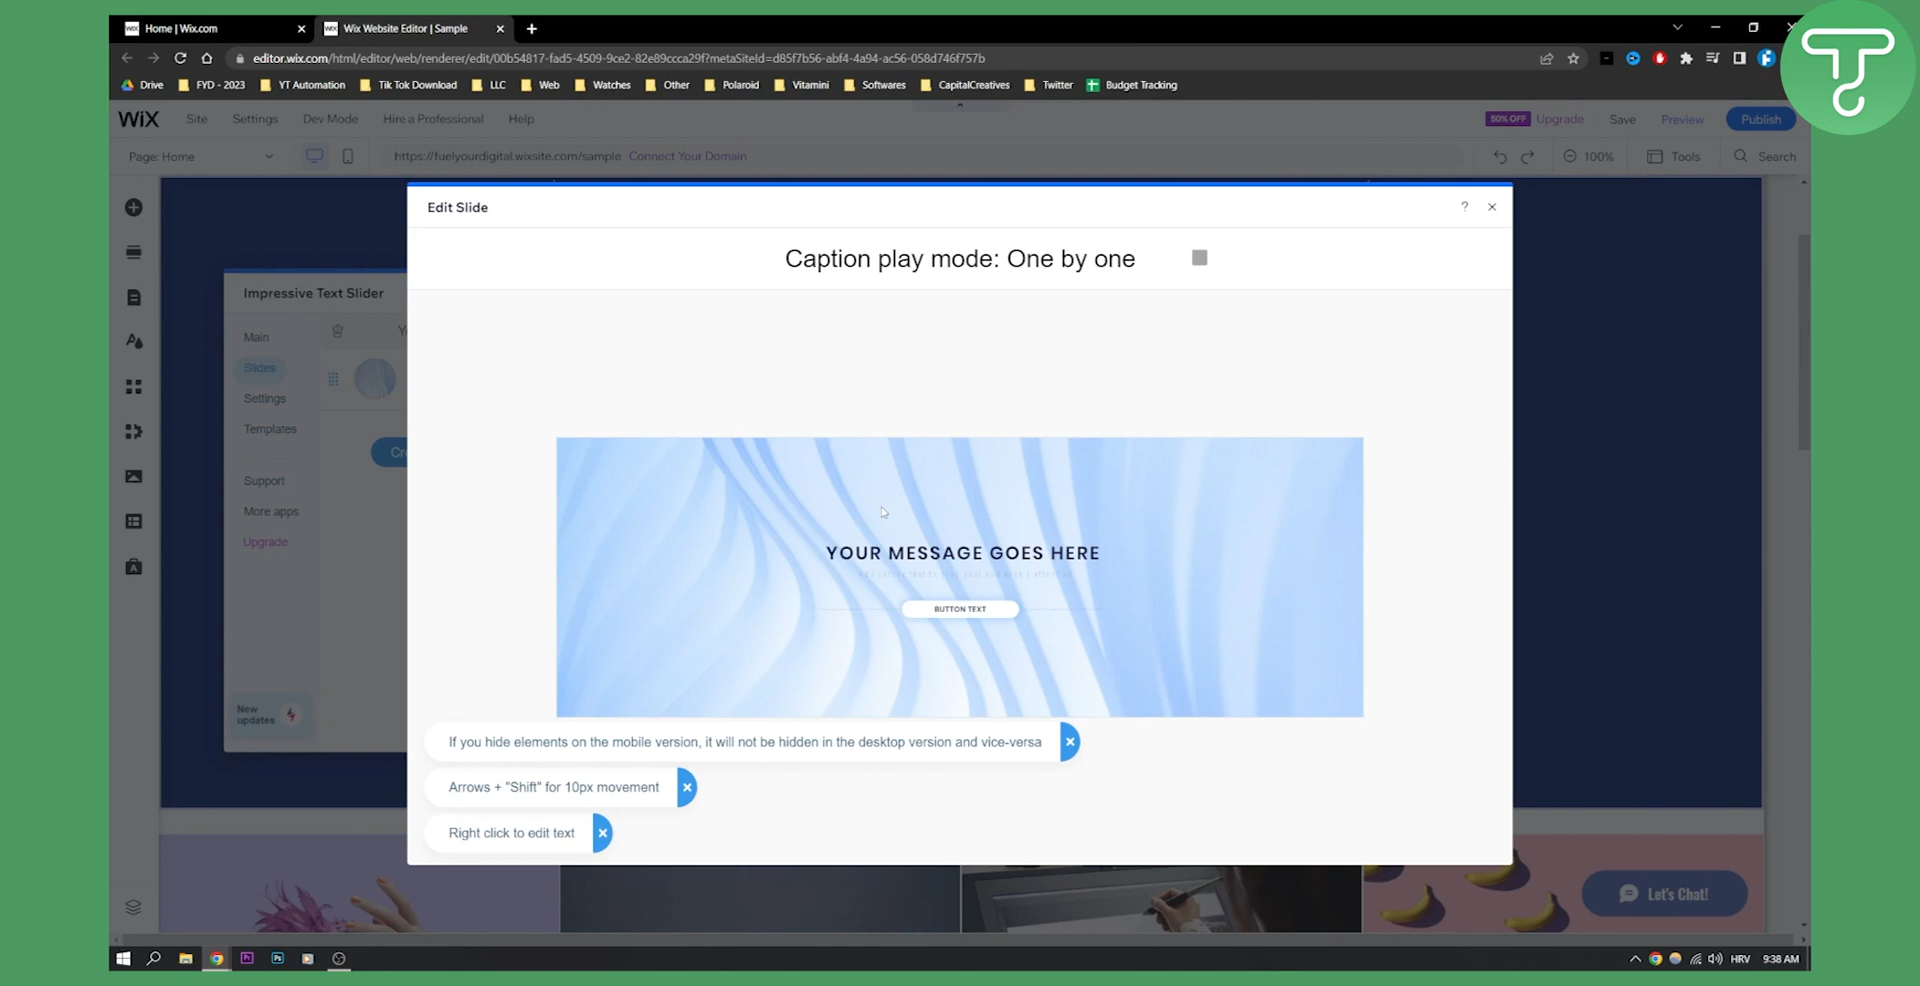 Home | Wix.com
Wix Website Editor | Sample
editor.wix.com/html/editor/web/renderer/edit/00b54817-fad5-4509-9ce2-82e89ccca29f?metaSiteId=d85f7b56-abf4-4a94-ac56-058d746f757b
Drive FYD - 2023 YT Automation Tik Tok Download LLC Web Watches Other Polaroid Vitamini Softwares CapitalCreatives Twitter Budget Tracking
WiX Site Settings Dev Mode Hire a Professional Help 50% OFF Upgrade Save Preview Publish
Page: Home https://fuelyourdigital.wixsite.com/sample Connect Your Domain 100% Tools Search
Edit Slide ?
Caption play mode: One by one
Impressive Text Slider
Main
Slides
Settings
Templates
Support
More apps
Upgrade
New
updates
YOUR MESSAGE GOES HERE
BUTTON TEXT
If you hide elements on the mobile version, it will not be hidden in the desktop version and vice-versa
Arrows + "Shift" for 10px movement
Right click to edit text
Let's Chat!
HRV 9:38 AM